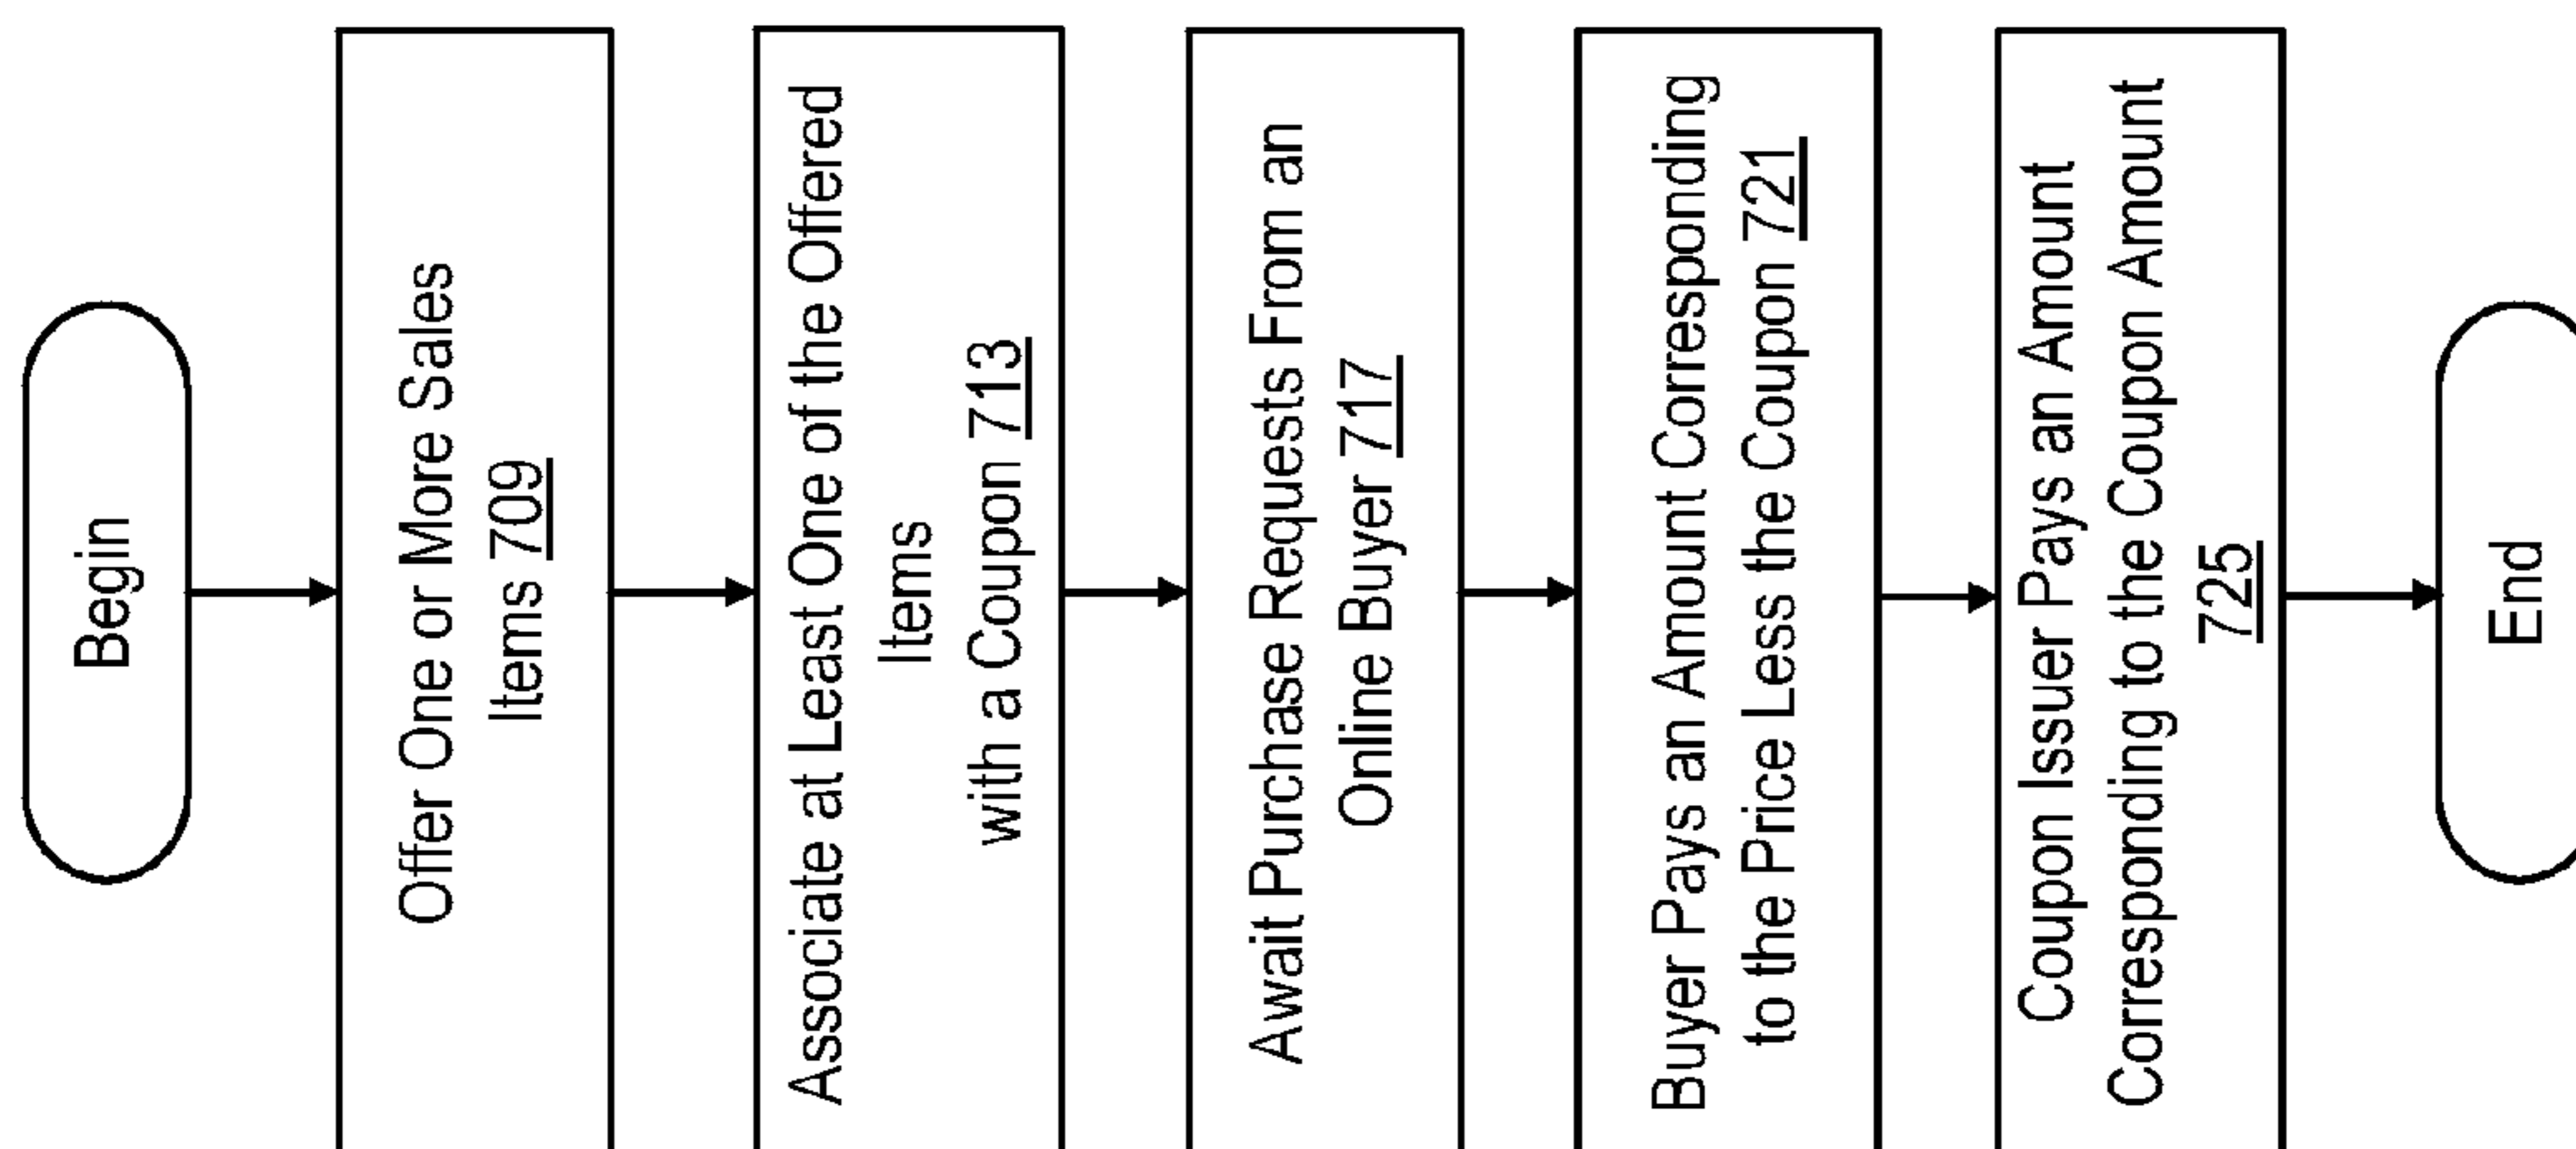 Begin
Offer One or More Sales
Items 709
Associate at Least One of the Offered
Items
with a Coupon 713
Await Purchase Requests From an
Online Buyer 717
Buyer Pays an Amount Corresponding
to the Price Less the Coupon 721
Coupon Issuer Pays an Amount
Corresponding to the Coupon Amount
725
End